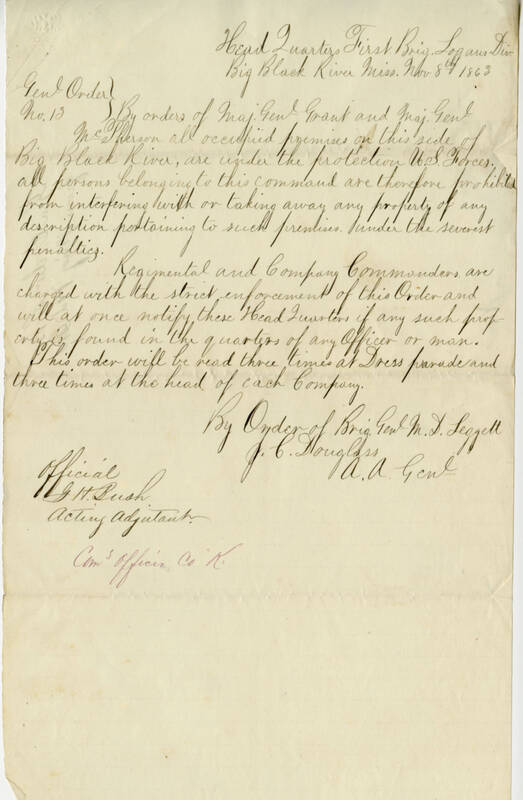 Head Quarters First Brig. Logans Div
Big Black River Miss. Nov 8th 1863
Genl Order
No. 13 By orders of Maj. Genl Grant and Maj. Genl
McPherson all occupied premises on this side of
Big Black River, are under the protection U.S. Forces.
all persons belonging to this command are therefore prohibited
from interfering with or taking away any property of any
description pertaining to such premises. under the severest
penalties.
Regimental and Company Commanders are
charged with the strict enforcement of this Order and
will at once notify these Head Quarters if any such prop-
erty is found in the quarters of any Officer or man.
This order will be read three times at Dress parade and
three times at the head of each Company.
By Order of Brig Genl M. D. Leggett
J. C. Douglass
A. A. Genl
Official
H. Bush
Acting Adjutant
Com'd Officer Co K.